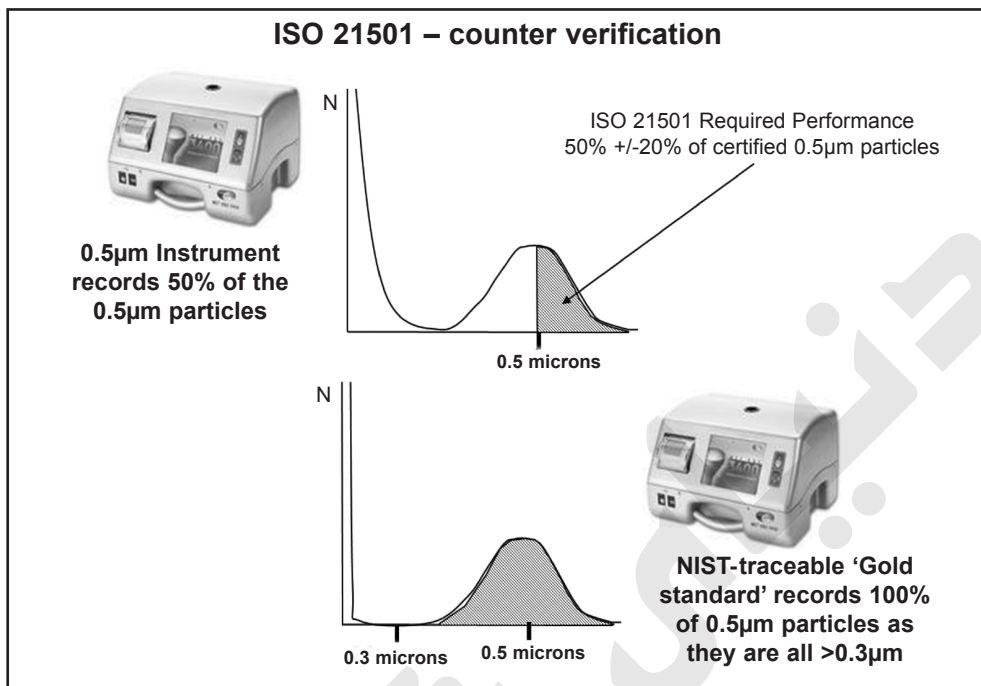 ISO 21501 – counter verification
N
ISO 21501 Required Performance
50% +/-20% of certified 0.5µm particles
0.5µm Instrument
records 50% of the
0.5µm particles
0.5 microns
N
NIST-traceable ‘Gold
standard’ records 100%
of 0.5µm particles as
they are all >0.3µm
0.3 microns
0.5 microns